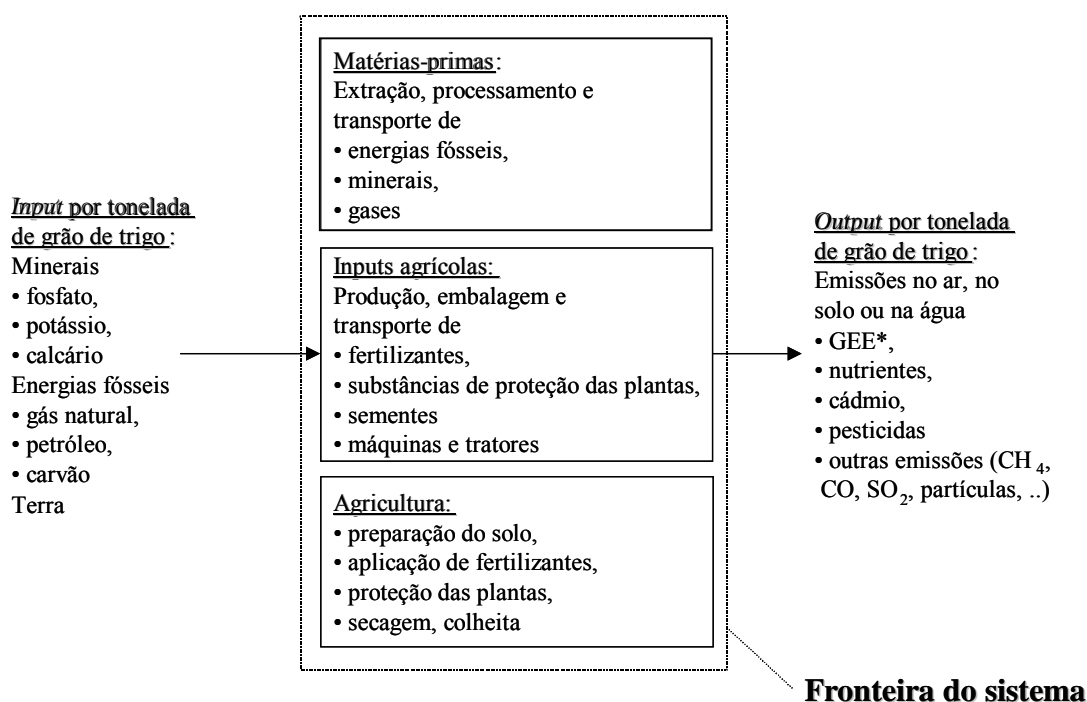 Matérias-primas:
Extração, processamento e
transporte de
• energias fósseis,
• minerais,
• gases
Input por tonelada
de grão de trigo :
Minerais
• fosfato,
• potássio,
• calcário
Energias fósseis
• gás natural,
• petróleo,
• carvão
Terra
Inputs agrícolas:
Produção, embalagem e
transporte de
• fertilizantes,
• substâncias de proteção das plantas,
• sementes
• máquinas e tratores
Output por tonelada
de grão de trigo :
Emissões no ar, no
solo ou na água
• GEE*,
• nutrientes,
• cádmio,
• pesticidas
• outras emissões (CH4,
CO, SO2, partículas, ..)
Agricultura:
• preparação do solo,
• aplicação de fertilizantes,
• proteção das plantas,
• secagem, colheita
Fronteira do sistema